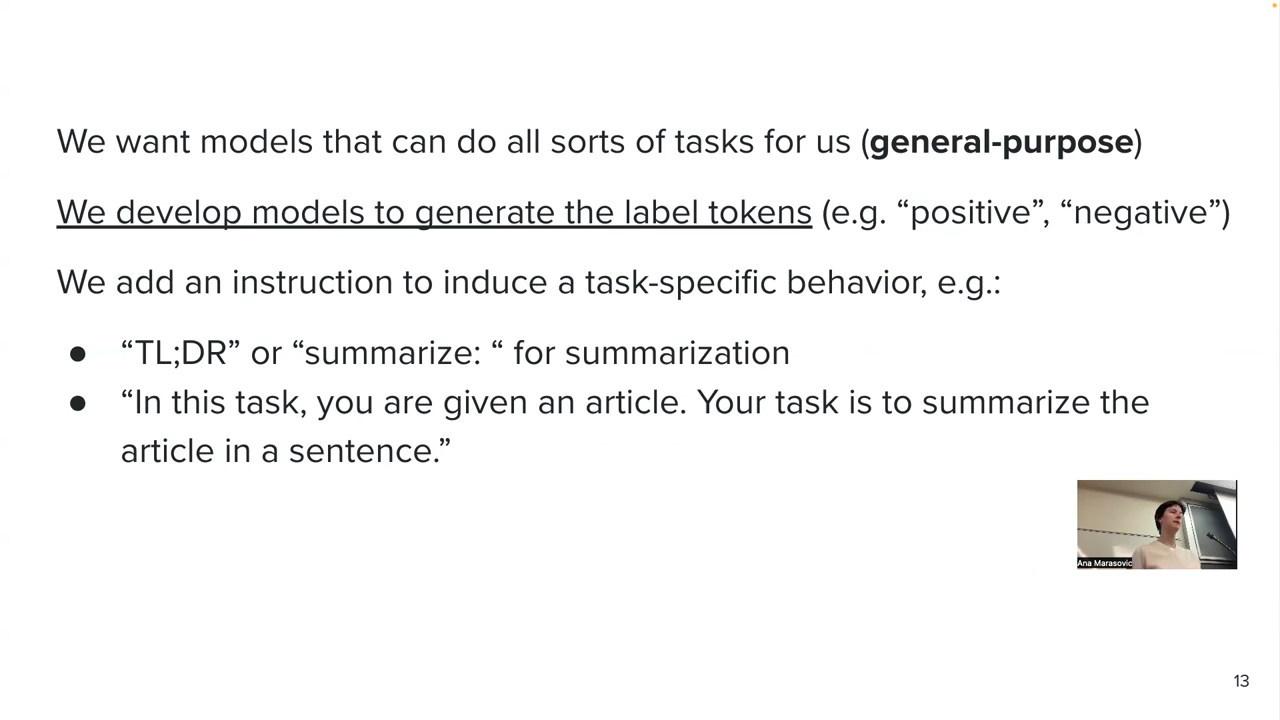 We want models that can do all sorts of tasks for us (general-purpose)
We develop models to generate the label tokens (e.g. “positive”, “negative”)
We add an instruction to induce a task-specific behavior, e.g.:
● “TL;DR” or “summarize: “ for summarization
● “In this task, you are given an article. Your task is to summarize the
article in a sentence.”
Ana Marasovic
13